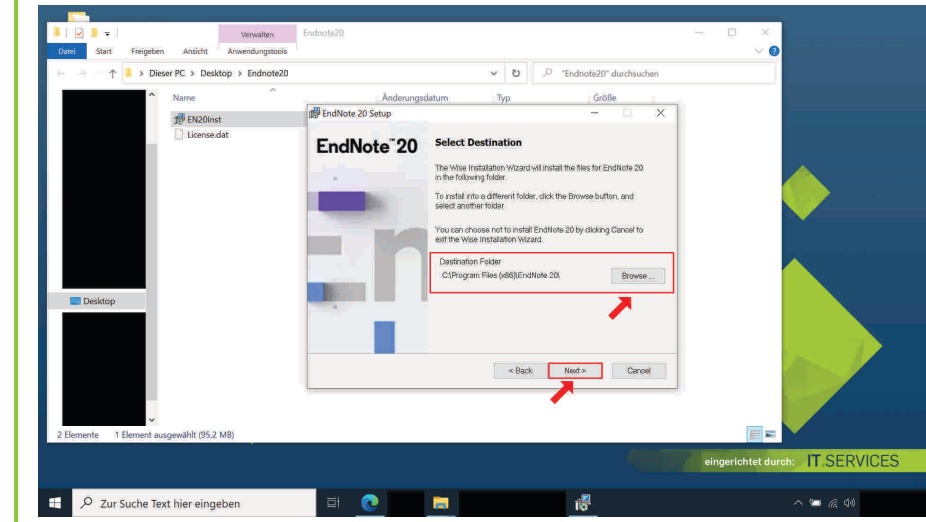 Verwalten
Endnote20
Datei Start Freigeben Ansicht Anwendungstools
Dieser PC > Desktop > Endnote20
"Endnote20" durchsuchen
Name Änderungsdatum Typ Größe
EN20Inst
License.dat
Desktop
EndNote 20 Setup
EndNote™ 20
Select Destination
The Wise Installation Wizard will install the files for EndNote 20
in the following folder.
To install into a different folder, click the Browse button, and
select another folder.
You can choose not to install EndNote 20 by clicking Cancel to
exit the Wise Installation Wizard.
Destination Folder
C:\Program Files (x86)\EndNote 20\
Browse ...
< Back Next > Cancel
2 Elemente 1 Element ausgewählt (95,2 MB)
eingerichtet durch: IT.SERVICES
Zur Suche Text hier eingeben